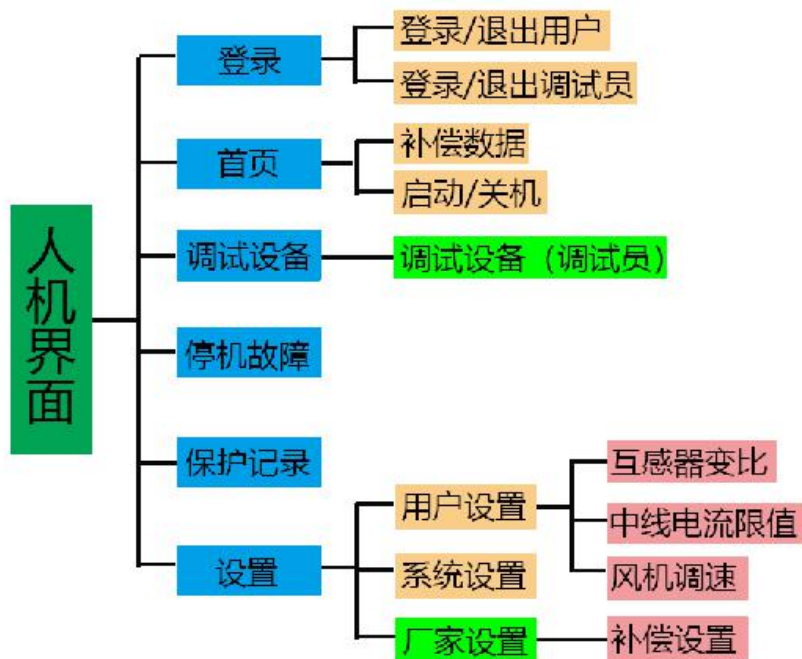 人机界面
登录
登录/退出用户
登录/退出调试员
首页
补偿数据
启动/关机
调试设备
调试设备（调试员）
停机故障
保护记录
设置
用户设置
互感器变比
中线电流限值
风机调速
系统设置
厂家设置
补偿设置